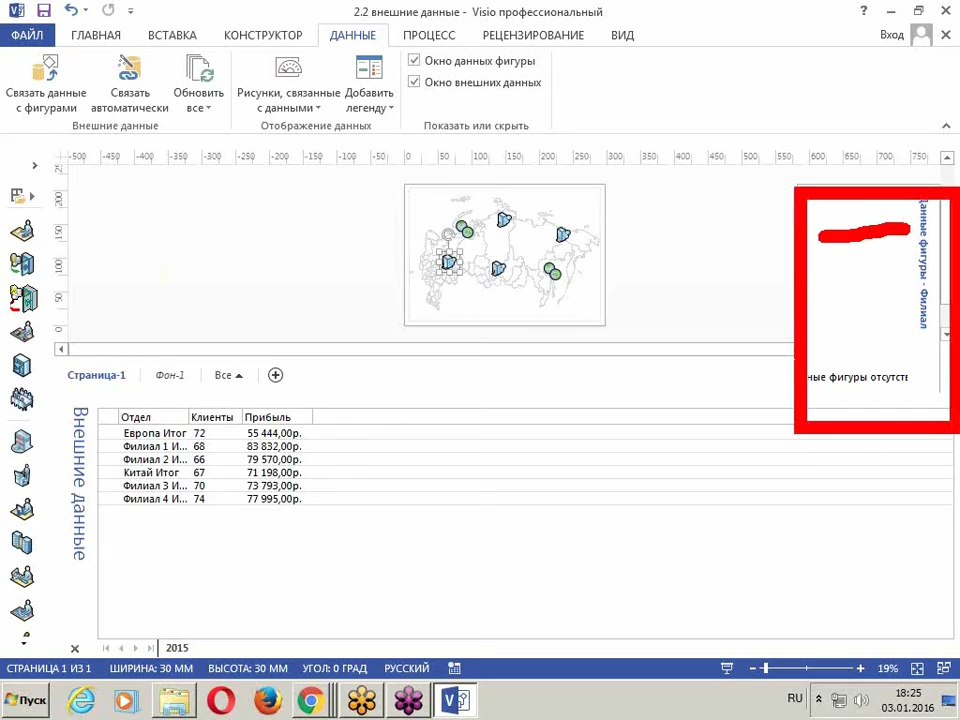 2.2 внешние данные - Visio профессиональный
ФАЙЛ ГЛАВНАЯ ВСТАВКА КОНСТРУКТОР ДАННЫЕ ПРОЦЕСС РЕЦЕНЗИРОВАНИЕ ВИД Вход
Связать данные с фигурами
Связать автоматически
Обновить все
Рисунки, связанные с данными
Добавить легенду
Окно данных фигуры
Окно внешних данных
Внешние данные Отображение данных Показать или скрыть
-500 -450 -400 -350 -300 -250 -200 -150 -100 -50 0 50 100 150 200 250 300 350 400 450 500 550 600 650 700 750
200
150
100
50
0
Данные фигуры - Филиал
ные фигуры отсутств
Страница-1 Фон-1 Все
Внешние данные
Отдел Клиенты Прибыль
Европа Итог 72 55 444,00р.
Филиал 1 И... 68 83 832,00р.
Филиал 2 И... 66 79 570,00р.
Китай Итог 67 71 198,00р.
Филиал 3 И... 70 73 793,00р.
Филиал 4 И... 74 77 995,00р.
2015
СТРАНИЦА 1 ИЗ 1 ШИРИНА: 30 ММ ВЫСОТА: 30 ММ УГОЛ: 0 ГРАД РУССКИЙ 19%
Пуск RU 18:25
03.01.2016